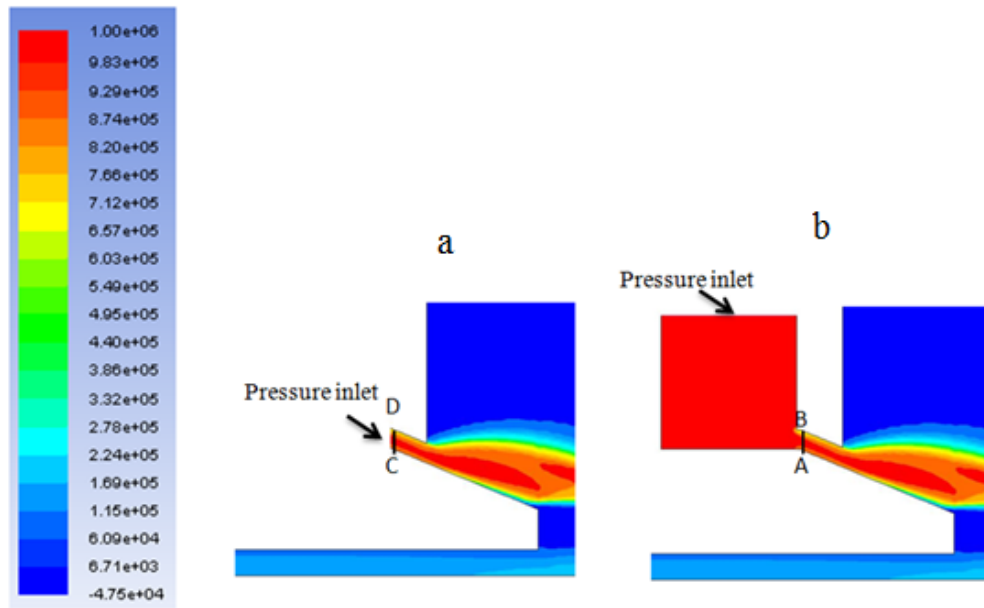 1.00e+06
9.83e+05
9.29e+05
8.74e+05
8.20e+05
7.66e+05
7.12e+05
6.57e+05
6.03e+05
5.49e+05
4.95e+05
4.40e+05
3.86e+05
3.32e+05
2.78e+05
2.24e+05
1.69e+05
1.15e+05
6.09e+04
6.71e+03
-4.75e+04
a
Pressure inlet
D
C
b
Pressure inlet
B
A